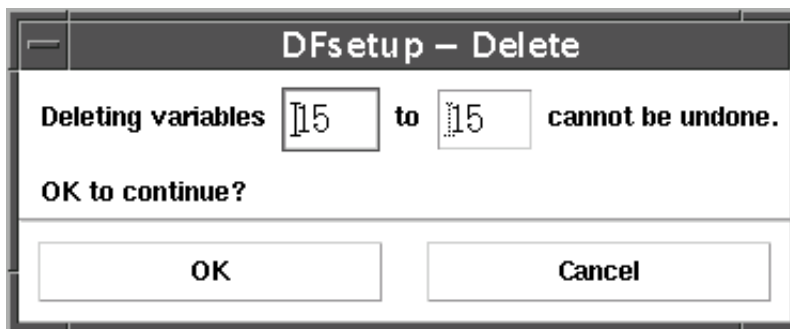 DFsetup – Delete
Deleting variables 15 to 15 cannot be undone.
OK to continue?
OK Cancel